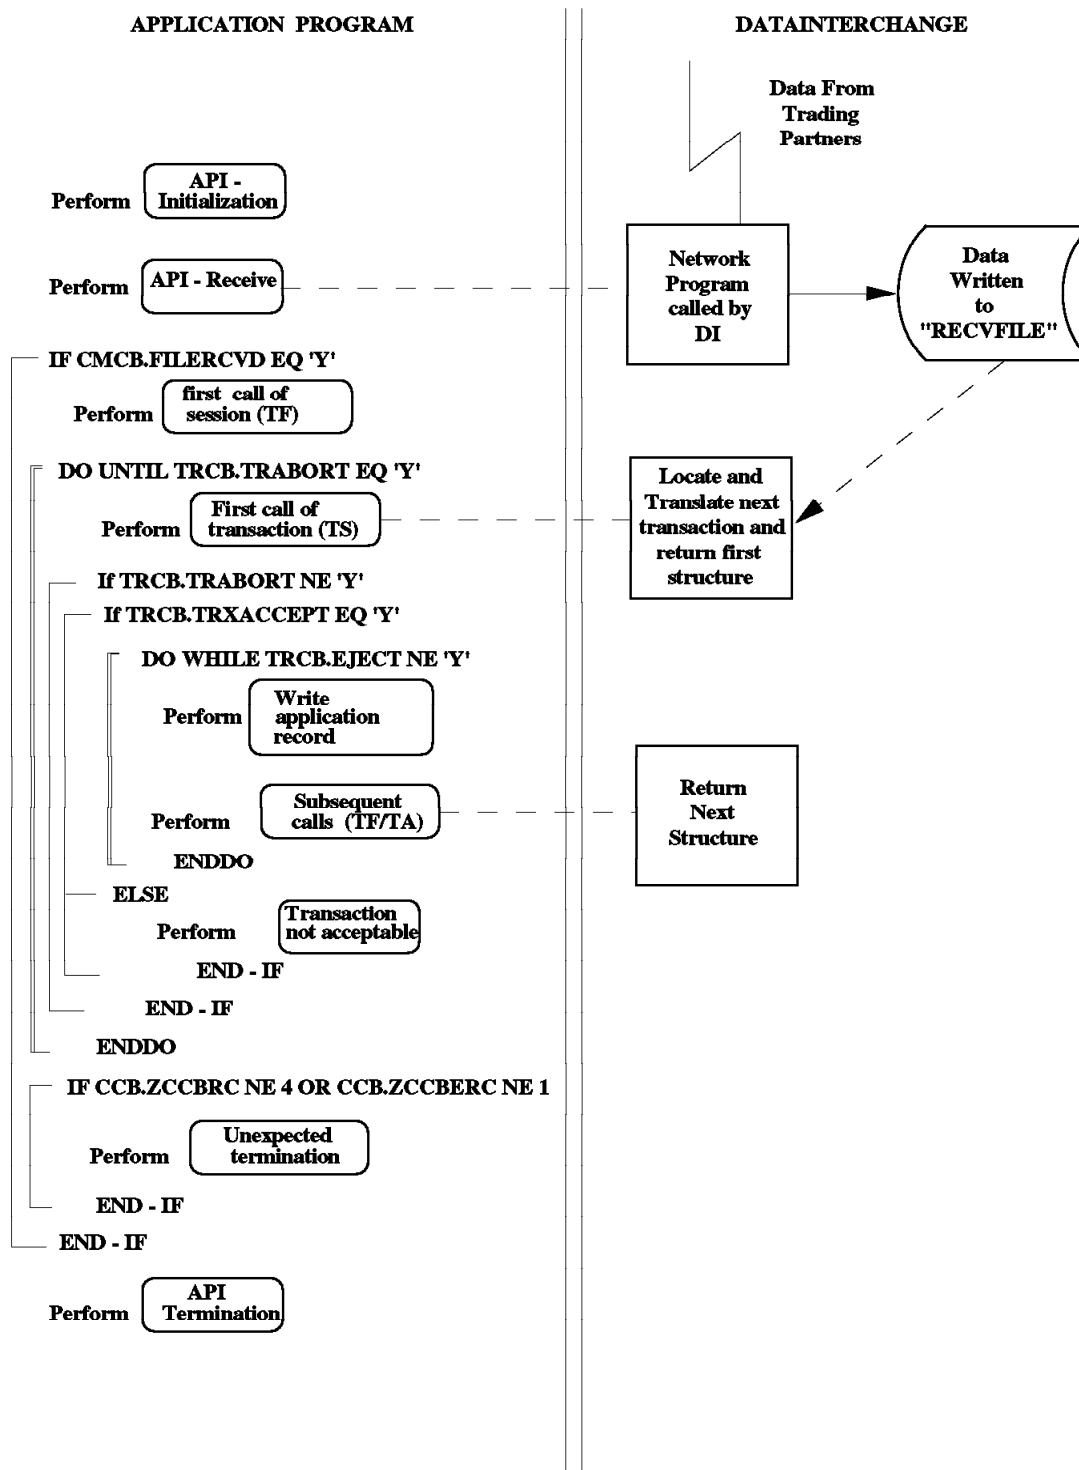 APPLICATION PROGRAM
Perform
API -
Initialization
Perform
API - Receive
IF CMCB.FILERCVD EQ 'Y'
Perform
first call of
session (TF)
DO UNTIL TRCB.TRABORT EQ 'Y'
Perform
First call of
transaction (TS)
If TRCB.TRABORT NE 'Y'
If TRCB.TRXACCEPT EQ 'Y'
DO WHILE TRCB.EJECT NE 'Y'
Perform
Write
application
record
Perform
Subsequent
calls (TF/TA)
ENDDO
ELSE
Perform
Transaction
not acceptable
END - IF
END - IF
ENDDO
IF CCB.ZCCBRC NE 4 OR CCB.ZCCBERC NE 1
Perform
Unexpected
termination
END - IF
END - IF
Perform
API
Termination
DATAINTERCHANGE
Data From
Trading
Partners
Network
Program
called by
DI
Data
Written
to
"RECVFILE"
Locate and
Translate next
transaction and
return first
structure
Return
Next
Structure